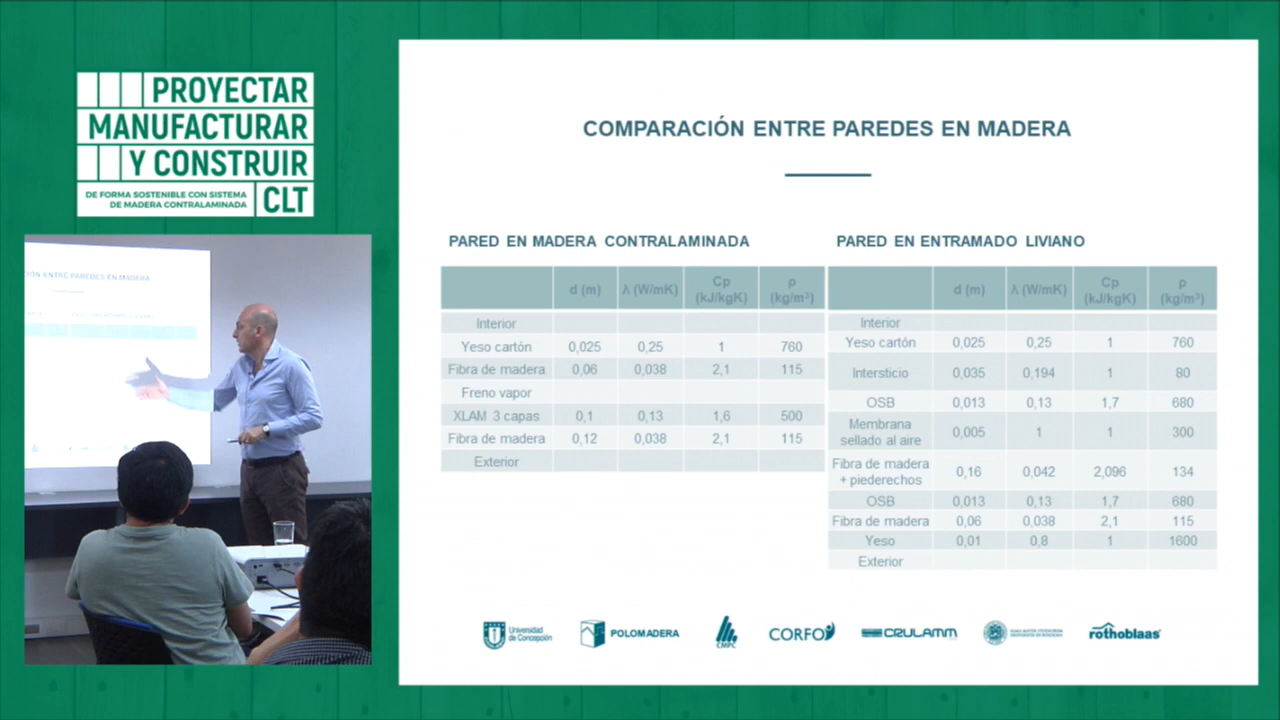 PROYECTAR
MANUFACTURAR
Y CONSTRUIR
DE FORMA SOSTENIBLE CON SISTEMA
DE MADERA CONTRALAMINADA
CLT
COMPARACIÓN ENTRE PAREDES EN MADERA
PARED EN MADERA CONTRALAMINADA
d (m) λ (W/mK) Cp (kJ/kgK) ρ (kg/m³)
Interior
Yeso cartón 0,025 0,25 1 760
Fibra de madera 0,06 0,038 2,1 115
Freno vapor
XLAM 3 capas 0,1 0,13 1,6 500
Fibra de madera 0,12 0,038 2,1 115
Exterior
PARED EN ENTRAMADO LIVIANO
d (m) λ (W/mK) Cp (kJ/kgK) ρ (kg/m³)
Interior
Yeso cartón 0,025 0,25 1 760
Intersticio 0,035 0,194 1 80
OSB 0,013 0,13 1,7 680
Membrana
sellado al aire 0,005 1 1 300
Fibra de madera
+ piederechos 0,16 0,042 2,096 134
OSB 0,013 0,13 1,7 680
Fibra de madera 0,06 0,038 2,1 115
Yeso 0,01 0,8 1 1600
Exterior
ENTRE PAREDES EN MADERA
Universidad
de Concepción
POLOMADERA
CMPC
CORFO
CRULAMM
rothoblaas